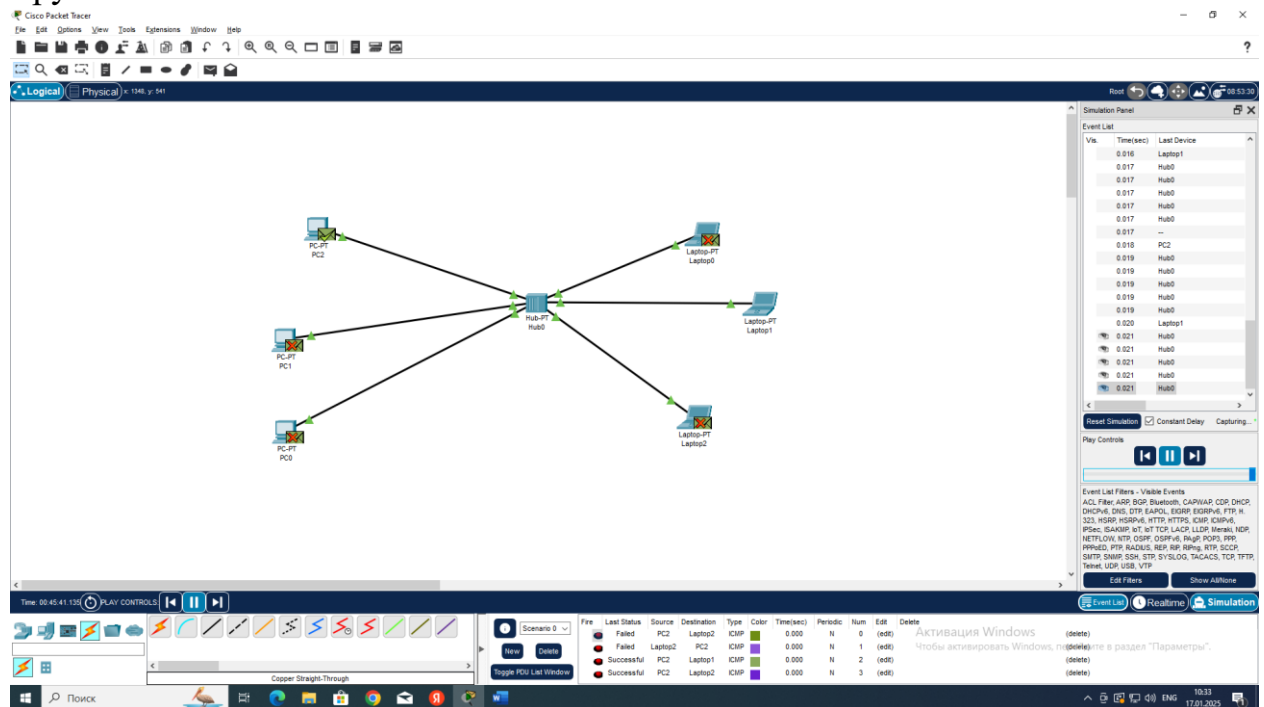 Cisco Packet Tracer
File Edit Options View Tools Extensions Window Help
?
Logical Physical x: 1348, y: 541 Root 08:53:30
Simulation Panel
Event List
Vis. Time(sec) Last Device
0.016 Laptop1
0.017 Hub0
0.017 Hub0
0.017 Hub0
0.017 Hub0
0.017 Hub0
0.017 --
0.018 PC2
0.019 Hub0
0.019 Hub0
0.019 Hub0
0.019 Hub0
0.019 Hub0
0.020 Laptop1
0.021 Hub0
0.021 Hub0
0.021 Hub0
0.021 Hub0
0.021 Hub0
Reset Simulation Constant Delay Capturing...
Play Controls
Event List Filters - Visible Events
ACL Filter, ARP, BGP, Bluetooth, CAPWAP, CDP, DHCP,
DHCPv6, DNS, DTP, EAPOL, EIGRP, EIGRPv6, FTP, H.
323, HSRP, HSRPv6, HTTP, HTTPS, ICMP, ICMPv6,
IPSec, ISAKMP, IoT, IoT TCP, LACP, LLDP, Meraki, NDP,
NETFLOW, NTP, OSPF, OSPFv6, PAgP, POP3, PPP,
PPPoED, PTP, RADIUS, REP, RIP, RIPng, RTP, SCCP,
SMTP, SNMP, SSH, STP, SYSLOG, TACACS, TCP, TFTP,
Telnet, UDP, USB, VTP
Edit Filters Show All/None
PC-PT
PC2
Laptop-PT
Laptop0
Hub-PT
Hub0
Laptop-PT
Laptop1
PC-PT
PC1
Laptop-PT
Laptop2
PC-PT
PC0
Time: 00:45:41.135 PLAY CONTROLS: Event List Realtime Simulation
Copper Straight-Through
Scenario 0
New Delete
Toggle PDU List Window
Fire Last Status Source Destination Type Color Time(sec) Periodic Num Edit Delete
Failed PC2 Laptop2 ICMP 0.000 N 0 (edit) (delete)
Failed Laptop2 PC2 ICMP 0.000 N 1 (edit) (delete)
Successful PC2 Laptop1 ICMP 0.000 N 2 (edit) (delete)
Successful PC2 Laptop2 ICMP 0.000 N 3 (edit) (delete)
Активация Windows
Чтобы активировать Windows, в раздел "Параметры".
Поиск
ENG
10:33
17.01.2025